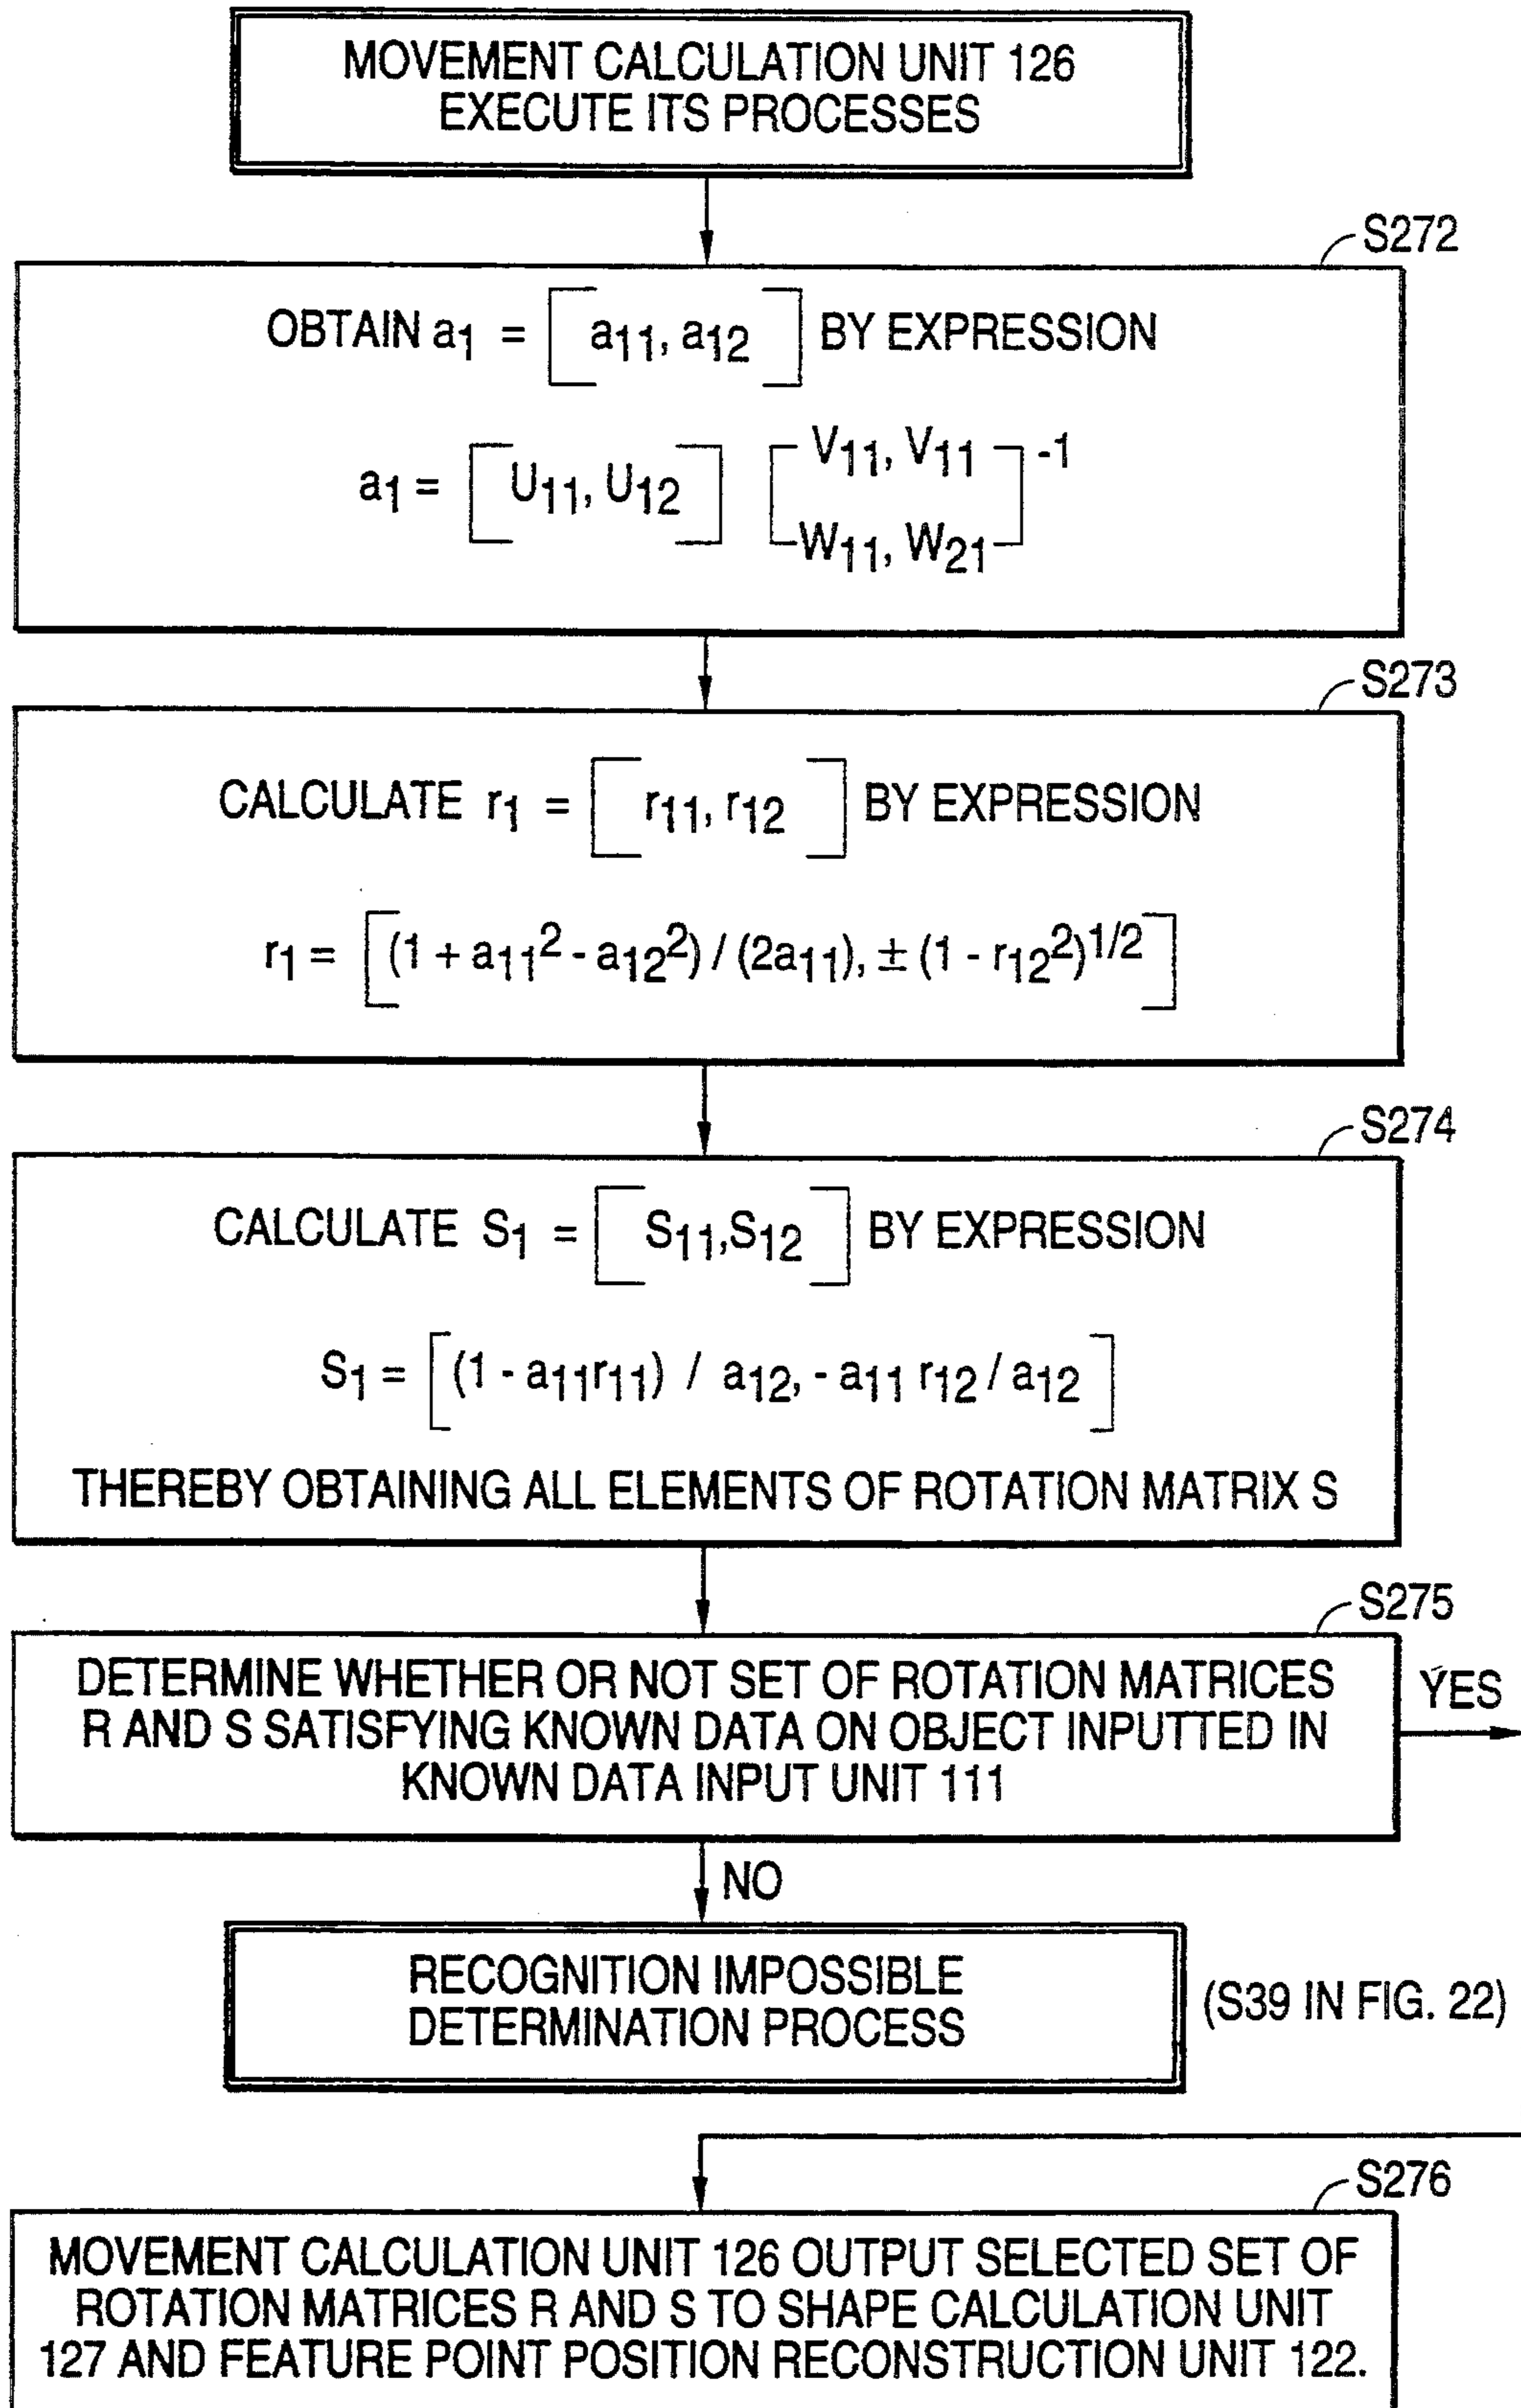 MOVEMENT CALCULATION UNIT 126
EXECUTE ITS PROCESSES
S272
OBTAIN a₁ = [ a₁₁, a₁₂ ] BY EXPRESSION
a₁ = [ U₁₁, U₁₂ ] [ V₁₁, V₁₁
W₁₁, W₂₁ ] -1
S273
CALCULATE r₁ = [ r₁₁, r₁₂ ] BY EXPRESSION
r₁ = [ (1 + a₁₁² - a₁₂²) / (2a₁₁), ± (1 - r₁₂²)^1/2 ]
S274
CALCULATE S₁ = [ S₁₁,S₁₂ ] BY EXPRESSION
S₁ = [ (1 - a₁₁r₁₁) / a₁₂, - a₁₁ r₁₂ / a₁₂ ]
THEREBY OBTAINING ALL ELEMENTS OF ROTATION MATRIX S
S275
DETERMINE WHETHER OR NOT SET OF ROTATION MATRICES
R AND S SATISFYING KNOWN DATA ON OBJECT INPUTTED IN
KNOWN DATA INPUT UNIT 111
YES
NO
RECOGNITION IMPOSSIBLE
DETERMINATION PROCESS
(S39 IN FIG. 22)
S276
MOVEMENT CALCULATION UNIT 126 OUTPUT SELECTED SET OF
ROTATION MATRICES R AND S TO SHAPE CALCULATION UNIT
127 AND FEATURE POINT POSITION RECONSTRUCTION UNIT 122.